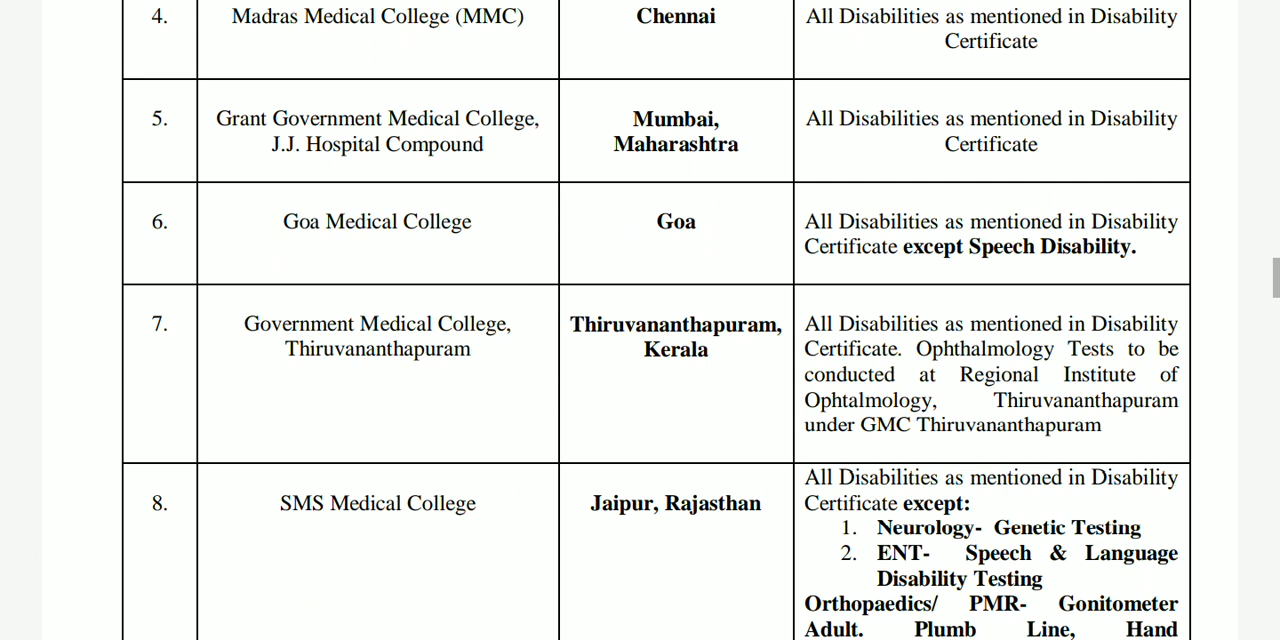 4.
Madras Medical College (MMC)
Chennai
All Disabilities as mentioned in Disability
Certificate
5.
Grant Government Medical College,
J.J. Hospital Compound
Mumbai,
Maharashtra
All Disabilities as mentioned in Disability
Certificate
6.
Goa Medical College
Goa
All Disabilities as mentioned in Disability
Certificate except Speech Disability.
7.
Government Medical College,
Thiruvananthapuram
Thiruvananthapuram,
Kerala
All Disabilities as mentioned in Disability
Certificate. Ophthalmology Tests to be
conducted at Regional Institute of
Ophtalmology, Thiruvananthapuram
under GMC Thiruvananthapuram
8.
SMS Medical College
Jaipur, Rajasthan
All Disabilities as mentioned in Disability
Certificate except:
1. Neurology- Genetic Testing
2. ENT- Speech & Language
Disability Testing
Orthopaedics/ PMR- Gonitometer
Adult. Plumb Line, Hand